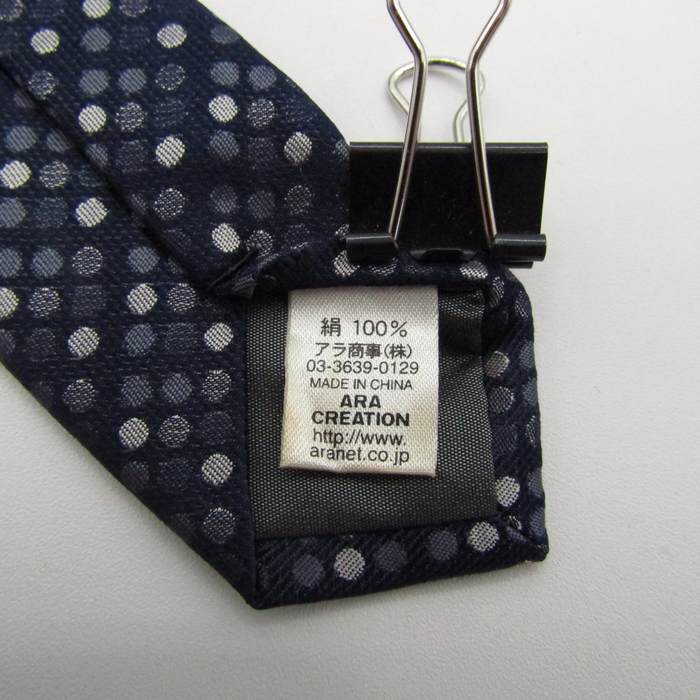 絹 100%
アラ商事(株)
03-3639-0129
MADE IN CHINA
ARA
CREATION
http://www.
aranet.co.jp